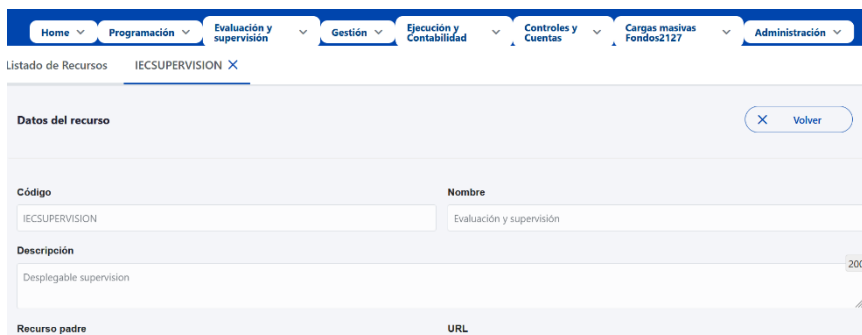 Home Programación Evaluación y supervisión Gestión Ejecución y Contabilidad Controles y Cuentas Cargas masivas Fondos2127 Administración
Listado de Recursos IECSUPERVISION
Datos del recurso Volver
Código Nombre
IECSUPERVISION Evaluación y supervisión
Descripción
200
Desplegable supervision
Recurso padre URL